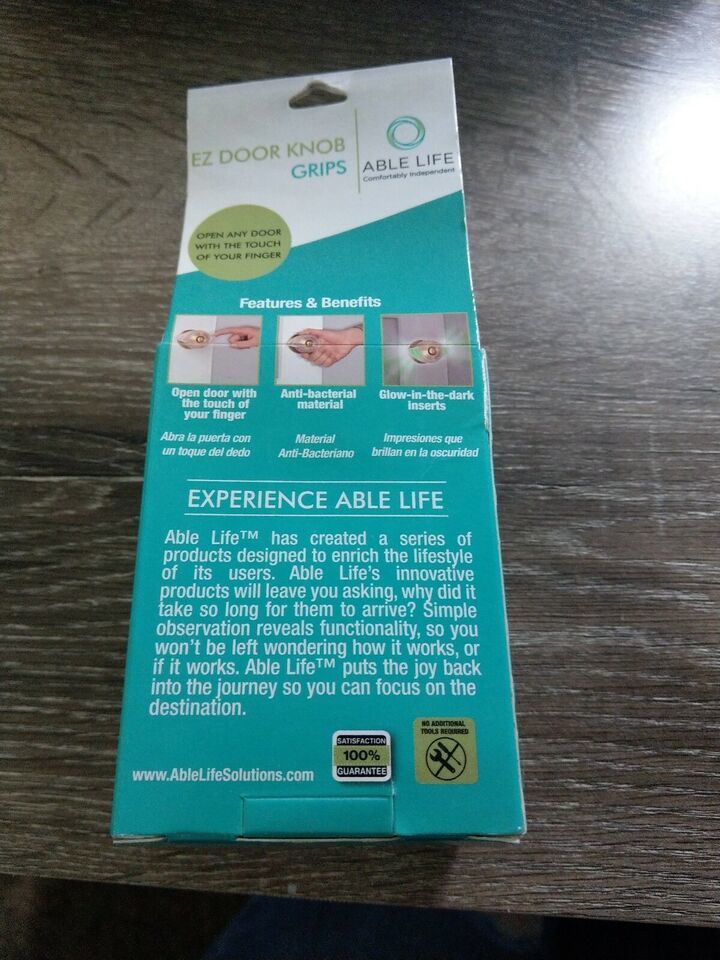 EZ DOOR KNOB
GRIPS
ABLE LIFE
Comfortably Independent
OPEN ANY DOOR
WITH THE TOUCH
OF YOUR FINGER
Features & Benefits
Open door with
the touch of
your finger
Anti-bacterial
material
Glow-in-the-dark
inserts
Abra la puerta con
un toque del dedo
Material
Anti-Bacteriano
Impresiones que
brillan en la oscuridad
EXPERIENCE ABLE LIFE
Able Life™ has created a series of
products designed to enrich the lifestyle
of its users. Able Life's innovative
products will leave you asking, why did it
take so long for them to arrive? Simple
observation reveals functionality, so you
won't be left wondering how it works, or
if it works. Able Life™ puts the joy back
into the journey so you can focus on the
destination.
www.AbleLifeSolutions.com
SATISFACTION
100%
GUARANTEE
NO ADDITIONAL
TOOLS REQUIRED